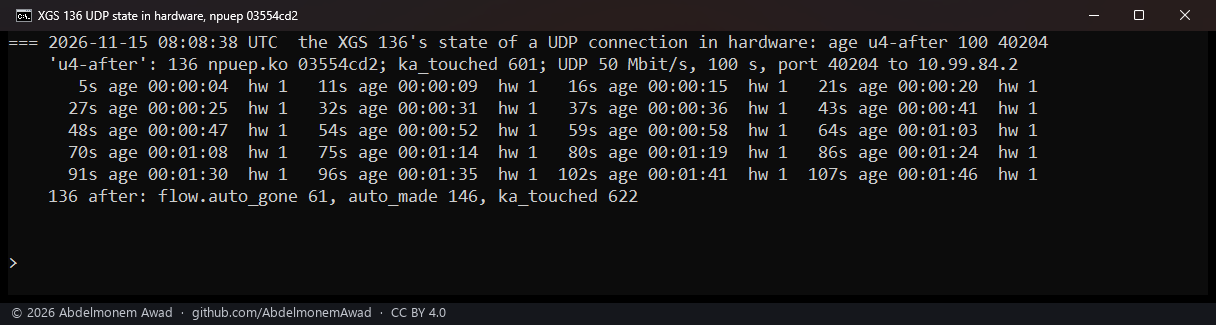 XGS 136 UDP state in hardware, npuep 03554cd2
=== 2026-11-15 08:08:38 UTC  the XGS 136's state of a UDP connection in hardware: age u4-after 100 40204
'u4-after': 136 npuep.ko 03554cd2; ka_touched 601; UDP 50 Mbit/s, 100 s, port 40204 to 10.99.84.2
5s age 00:00:04  hw 1   11s age 00:00:09  hw 1   16s age 00:00:15  hw 1   21s age 00:00:20  hw 1
27s age 00:00:25  hw 1   32s age 00:00:31  hw 1   37s age 00:00:36  hw 1   43s age 00:00:41  hw 1
48s age 00:00:47  hw 1   54s age 00:00:52  hw 1   59s age 00:00:58  hw 1   64s age 00:01:03  hw 1
70s age 00:01:08  hw 1   75s age 00:01:14  hw 1   80s age 00:01:19  hw 1   86s age 00:01:24  hw 1
91s age 00:01:30  hw 1   96s age 00:01:35  hw 1  102s age 00:01:41  hw 1  107s age 00:01:46  hw 1
136 after: flow.auto_gone 61, auto_made 146, ka_touched 622
>
© 2026 Abdelmonem Awad · github.com/AbdelmonemAwad · CC BY 4.0